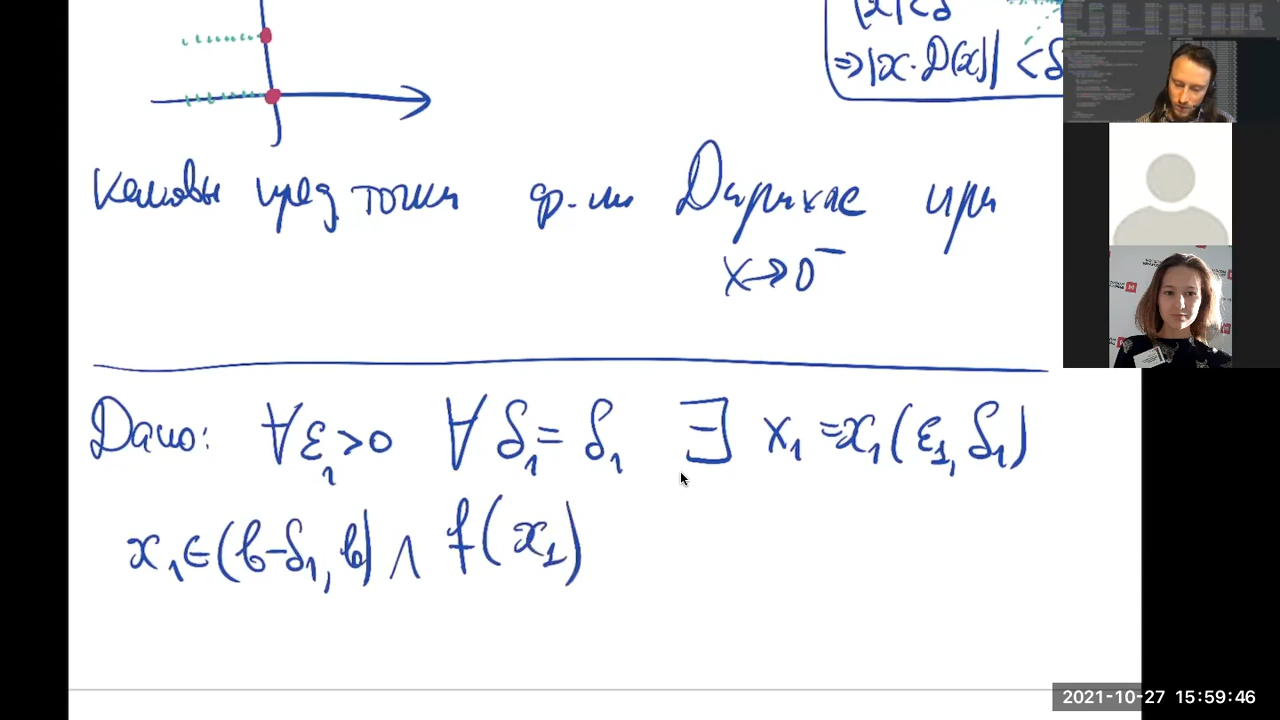 |x|<δ
⇒|x·D(x)| <δ
Каковы пред точки ф-ии Дирихле при
x→0⁻
Дано: ∀ε₁>0 ∀ δ₁= δ₁ ∃ x₁=x₁(ε₁, δ₁)
x₁∈(b-δ₁, b) ∧ f(x₁)
2021-10-27 15:59:46